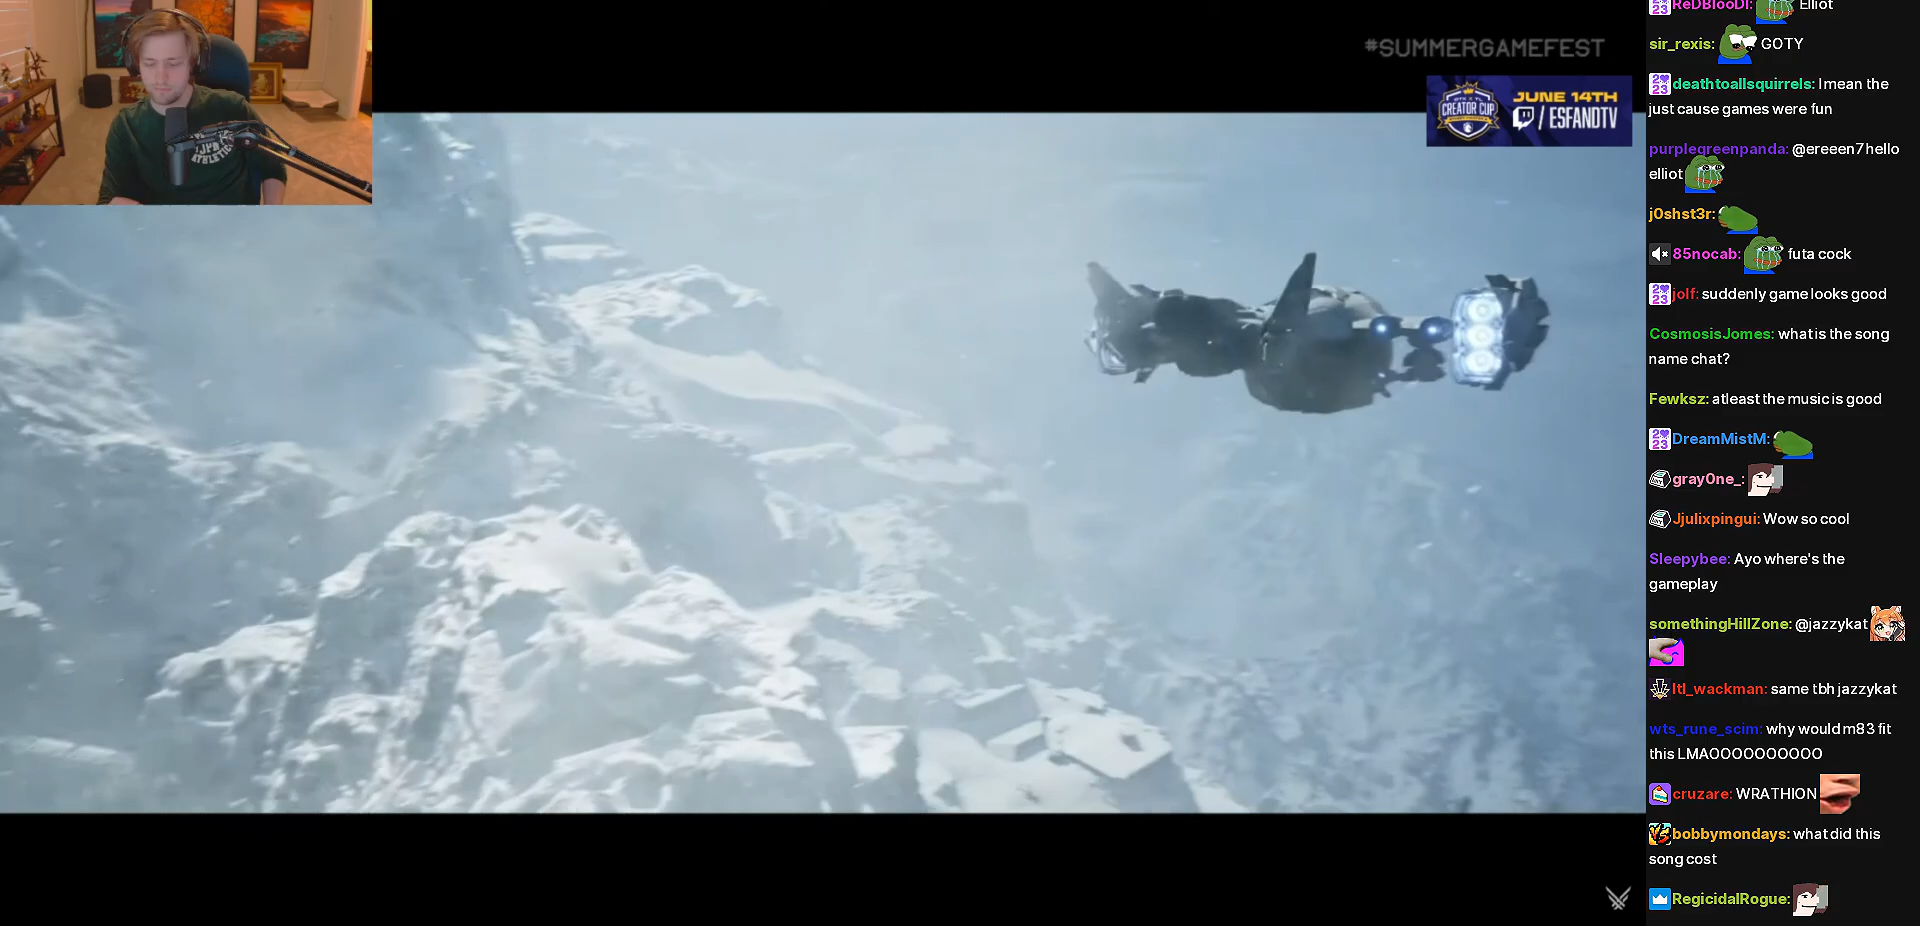 #SUMMERGAMEFEST
CREATOR CUP
JUNE 14TH
/ ESFANDTV
ReDBlooDl: Elliot
sir_rexis: GOTY
deathtoallsquirrels: I mean the
just cause games were fun
purplegreenpanda: @ereeen7 hello
elliot
j0shst3r:
85nocab: futa cock
jolf: suddenly game looks good
CosmosisJomes: what is the song
name chat?
Fewksz: atleast the music is good
DreamMistM:
gray0ne_:
Jjulixpingui: Wow so cool
Sleepybee: Ayo where's the
gameplay
somethingHillZone: @jazzykat
ltl_wackman: same tbh jazzykat
wts_rune_scim: why would m83 fit
this LMAOOOOOOOOOO
cruzare: WRATHION
bobbymondays: what did this
song cost
RegicidalRogue: